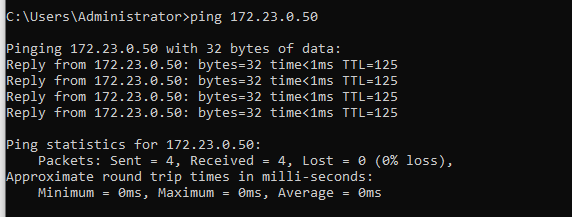 C:\Users\Administrator>ping 172.23.0.50
Pinging 172.23.0.50 with 32 bytes of data:
Reply from 172.23.0.50: bytes=32 time<1ms TTL=125
Reply from 172.23.0.50: bytes=32 time<1ms TTL=125
Reply from 172.23.0.50: bytes=32 time<1ms TTL=125
Reply from 172.23.0.50: bytes=32 time<1ms TTL=125
Ping statistics for 172.23.0.50:
    Packets: Sent = 4, Received = 4, Lost = 0 (0% loss),
Approximate round trip times in milli-seconds:
    Minimum = 0ms, Maximum = 0ms, Average = 0ms